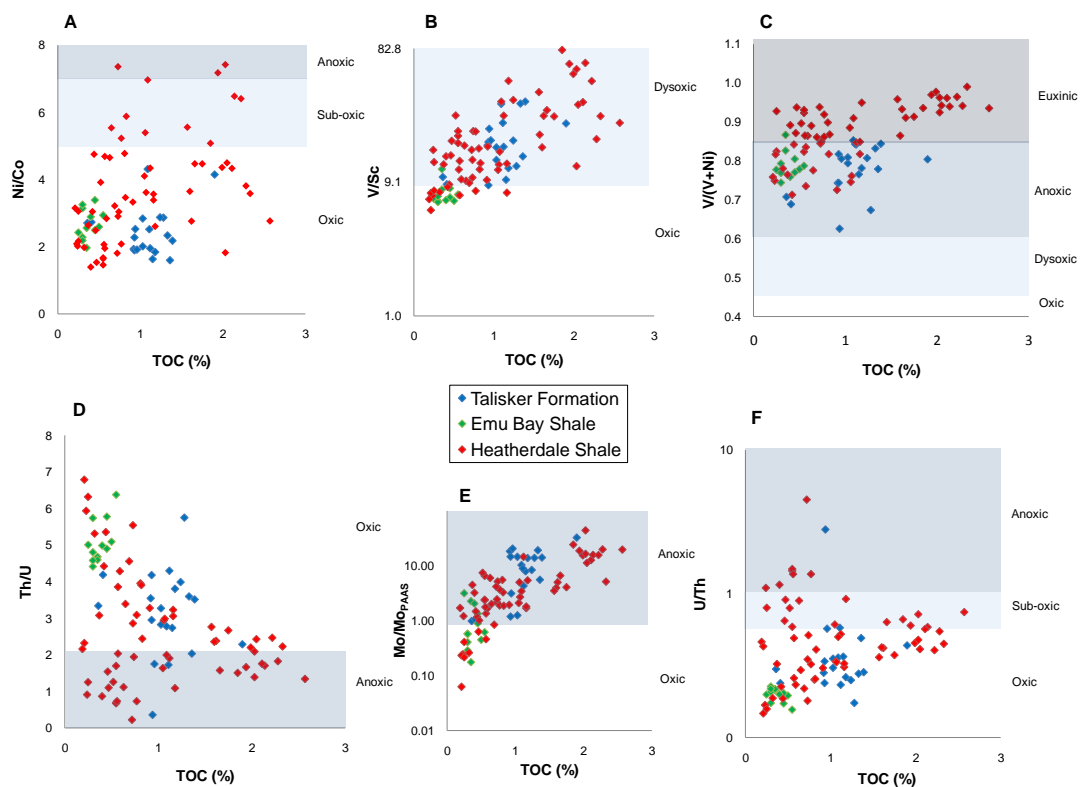 A
8
7
6
5
4
3
2
1
0
Ni/Co
Anoxic
Sub-oxic
Oxic
0
1
2
3
TOC (%)
B
82.8
9.1
1.0
V/Sc
Dysoxic
Oxic
0
1
2
3
TOC (%)
C
1.1
1.0
0.9
0.8
0.7
0.6
0.5
0.4
V/(V+Ni)
Euxinic
Anoxic
Dysoxic
Oxic
0
1
2
3
TOC (%)
Talisker Formation
Emu Bay Shale
Heatherdale Shale
D
8
7
6
5
4
3
2
1
0
Th/U
Oxic
Anoxic
0
1
2
3
TOC (%)
E
10.00
1.00
0.10
0.01
Mo/MoPAAS
Anoxic
Oxic
0
1
2
3
TOC (%)
F
10
1
0
U/Th
Anoxic
Sub-oxic
Oxic
0
1
2
3
TOC (%)